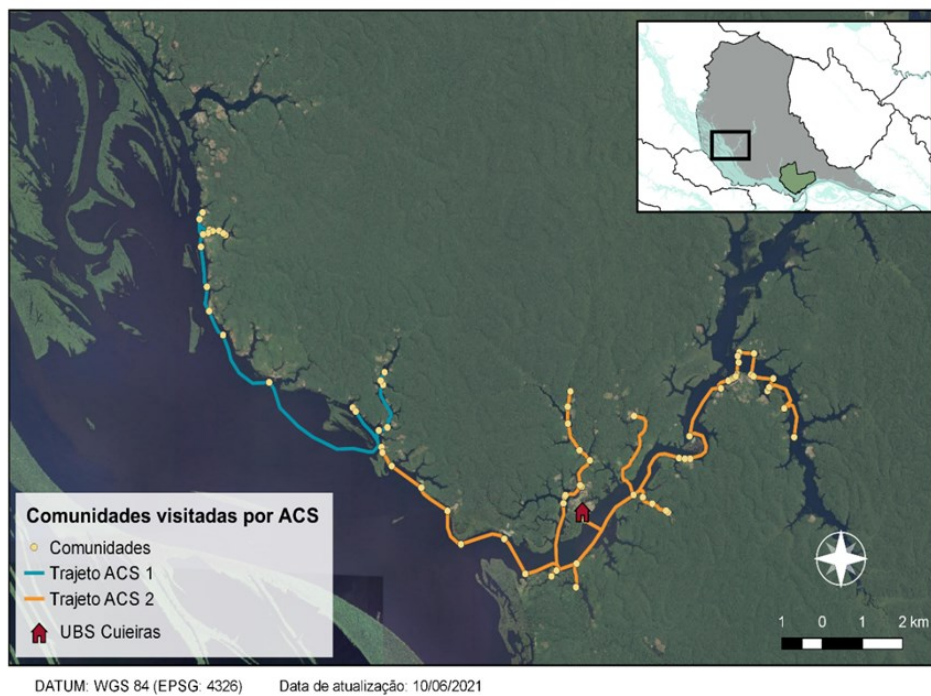 Comunidades visitadas por ACS
Comunidades
Trajeto ACS 1
Trajeto ACS 2
UBS Cuieiras
1 0 1 2 km
DATUM: WGS 84 (EPSG: 4326) Data de atualização: 10/06/2021